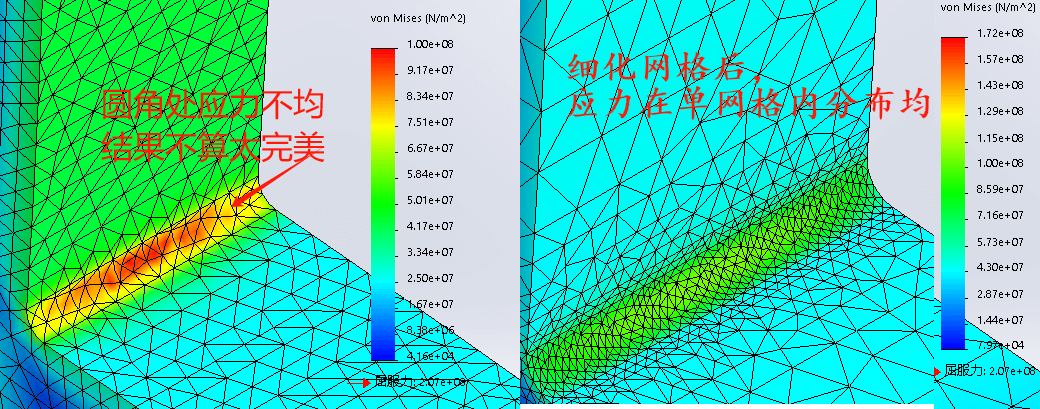 von Mises (N/m^2)
1.00e+08
9.17e+07
8.34e+07
7.51e+07
6.67e+07
5.84e+07
5.01e+07
4.17e+07
3.34e+07
2.50e+07
1.67e+07
8.38e+06
4.16e+04
屈服力: 2.07e+08
圆角处应力不均
结果不算太完美
von Mises (N/m^2)
1.72e+08
1.57e+08
1.43e+08
1.29e+08
1.15e+08
1.00e+08
8.59e+07
7.16e+07
5.73e+07
4.30e+07
2.87e+07
1.44e+07
7.97e+04
屈服力: 2.07e+08
细化网格后，
应力在单网格内分布均